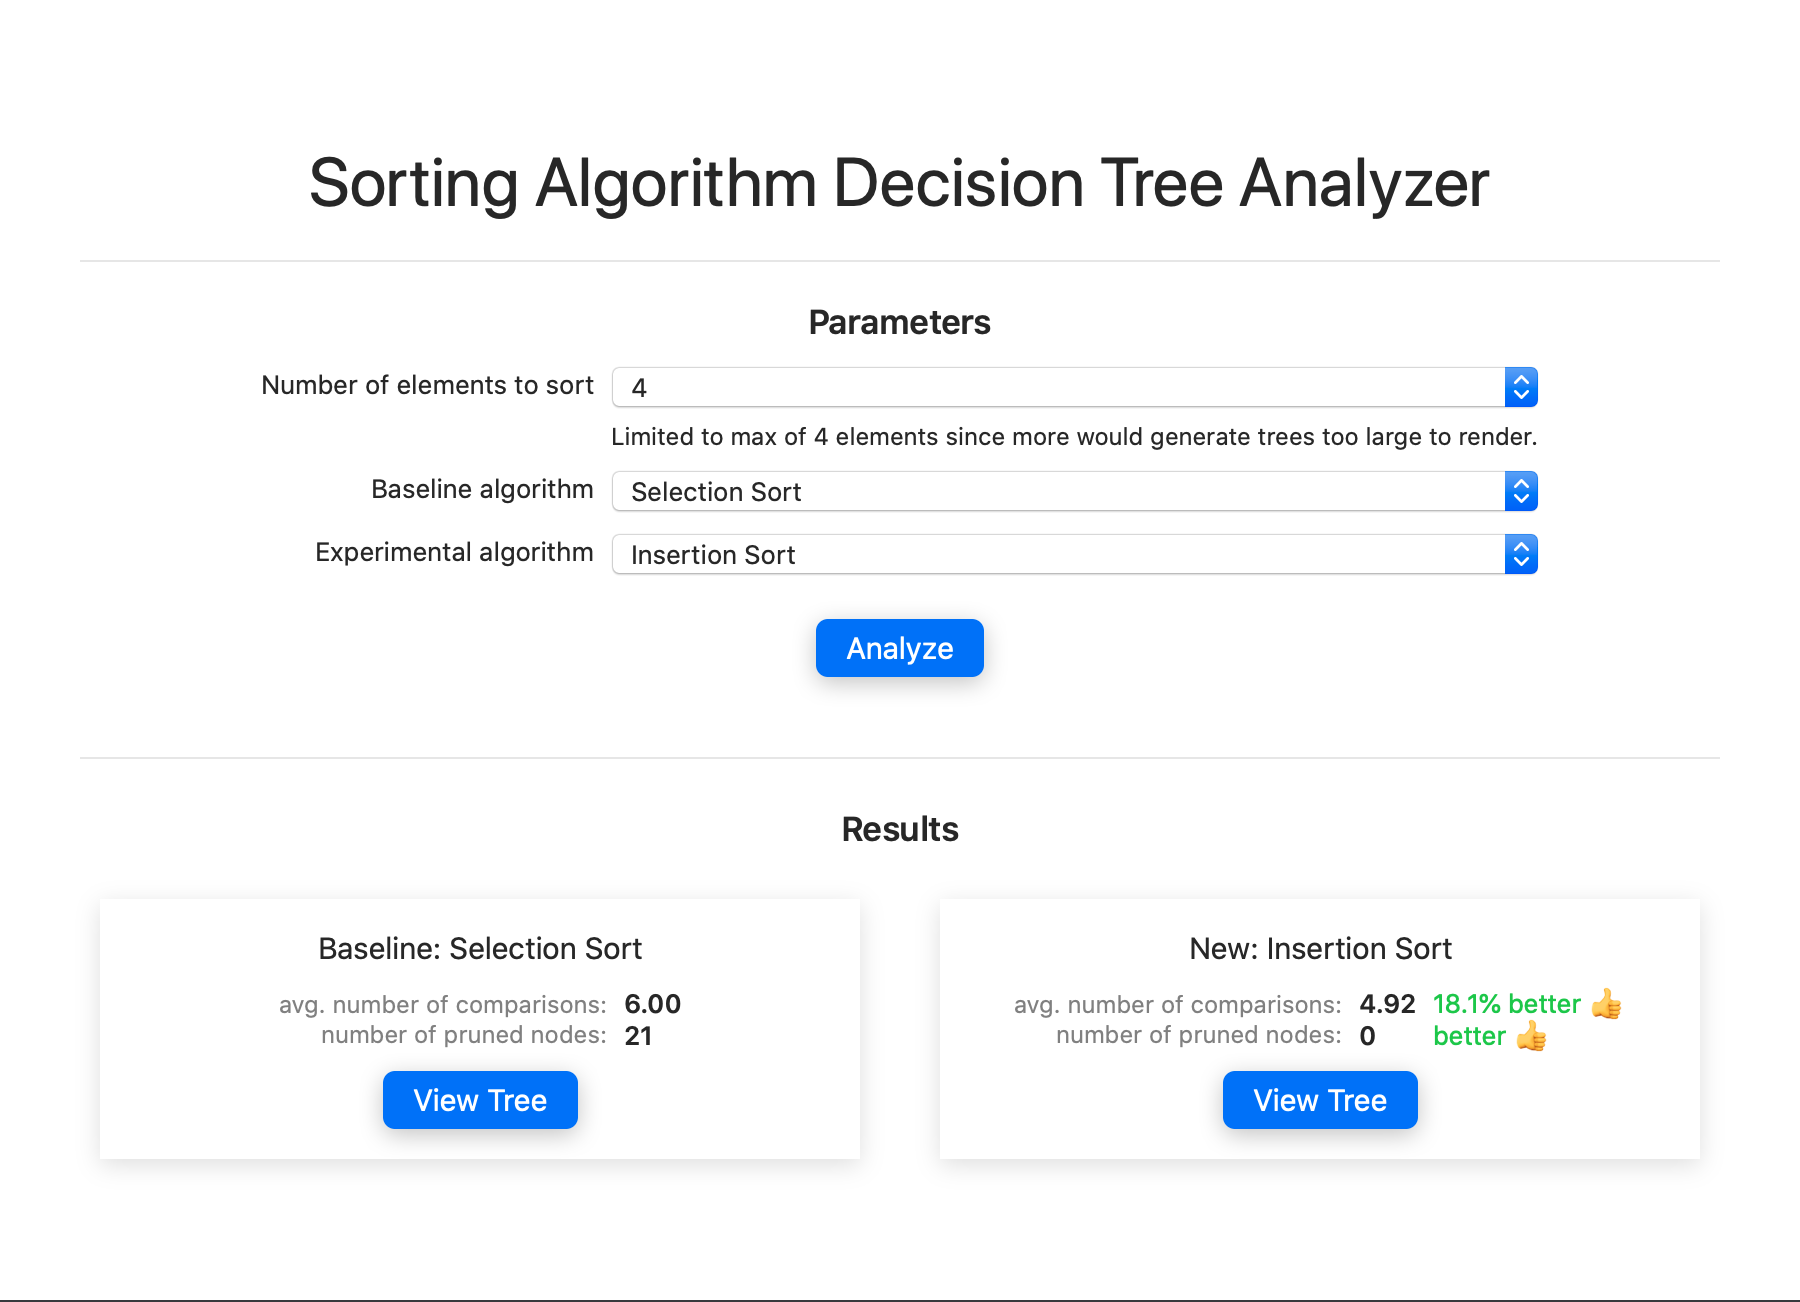 Sorting Algorithm Decision Tree Analyzer
Parameters
Number of elements to sort 4
Limited to max of 4 elements since more would generate trees too large to render.
Baseline algorithm Selection Sort
Experimental algorithm Insertion Sort
Analyze
Results
Baseline: Selection Sort
avg. number of comparisons: 6.00
number of pruned nodes: 21
View Tree
New: Insertion Sort
avg. number of comparisons: 4.92 18.1% better 👍
number of pruned nodes: 0 better 👍
View Tree